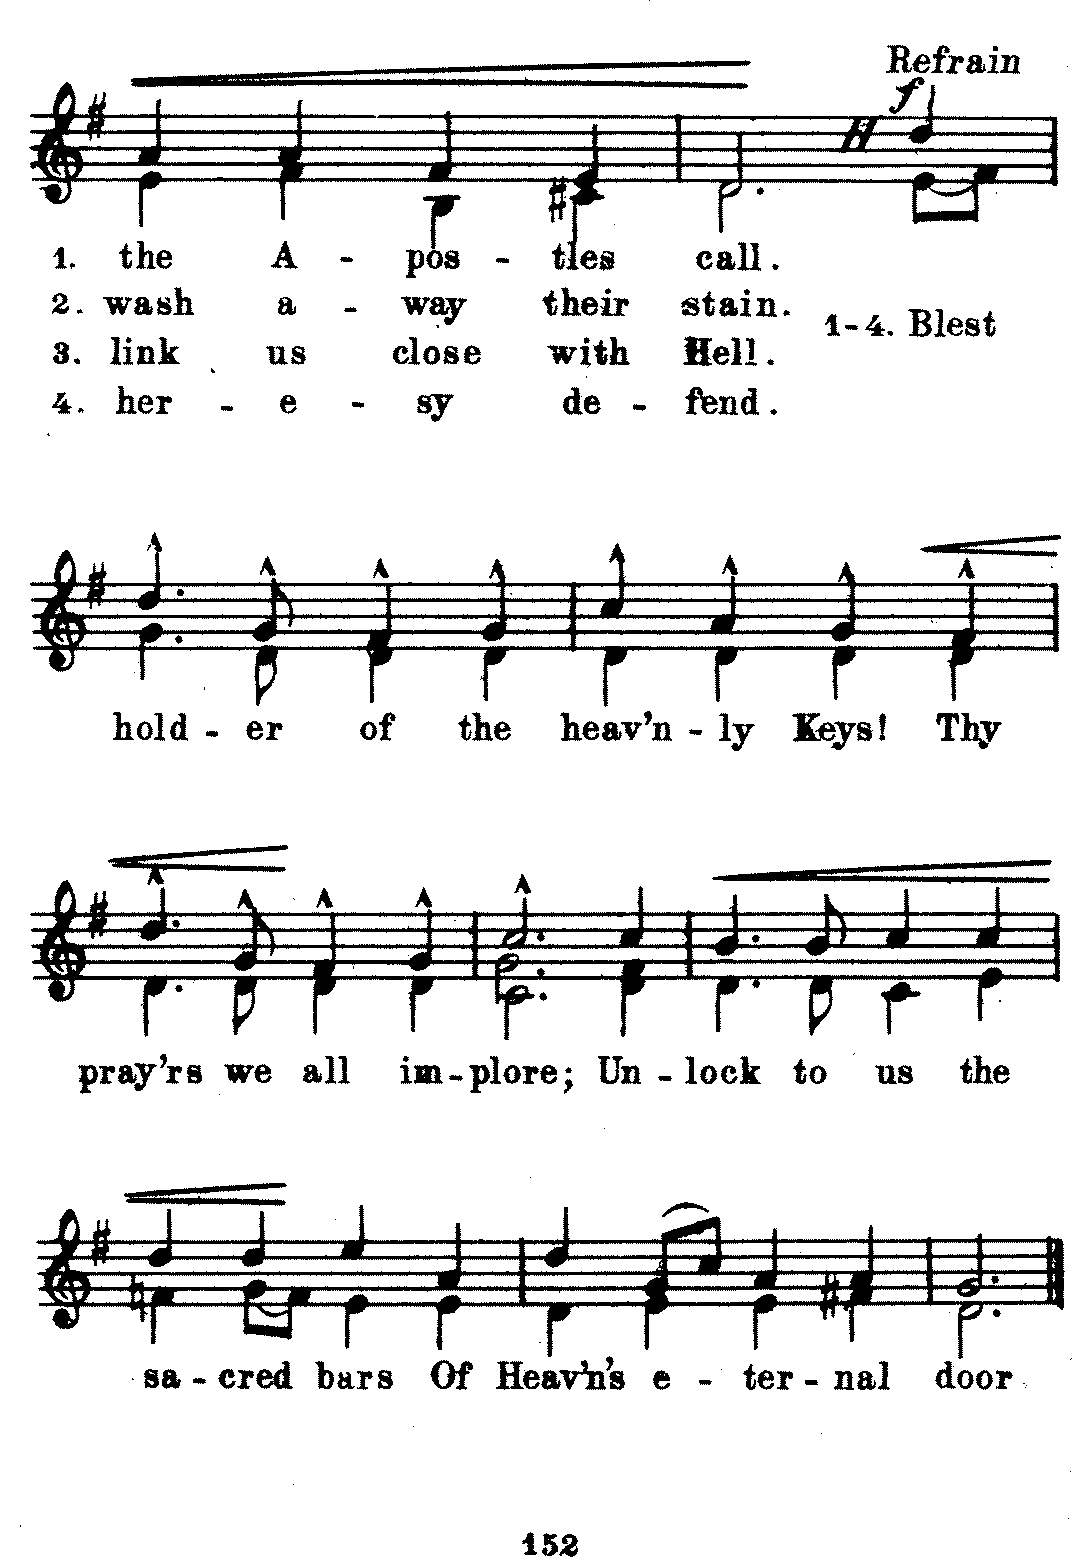 Refrain
f
1. the A - pos - tles call.
2. wash a - way their stain.
1-4. Blest
3. link us close with Hell.
4. her - e - sy de - fend.
hold - er of the heav'n - ly Keys! Thy
pray'rs we all im - plore; Un - lock to us the
sa - cred bars Of Heav'n's e - ter - nal door
152